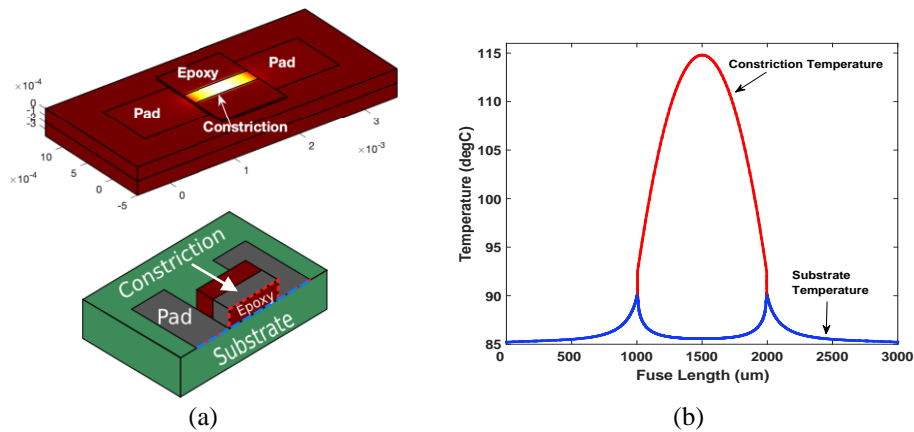 Epoxy
Pad
Pad
Constriction
×10⁻⁴
0
-1
-2
-3
10
5
0
-5
×10⁻⁴
0
1
2
3
×10⁻³
Constriction
Epoxy
Pad
Substrate
(a)
115
110
105
100
95
90
85
Temperature (degC)
Constriction Temperature
Substrate
Temperature
0 500 1000 1500 2000 2500 3000
Fuse Length (um)
(b)